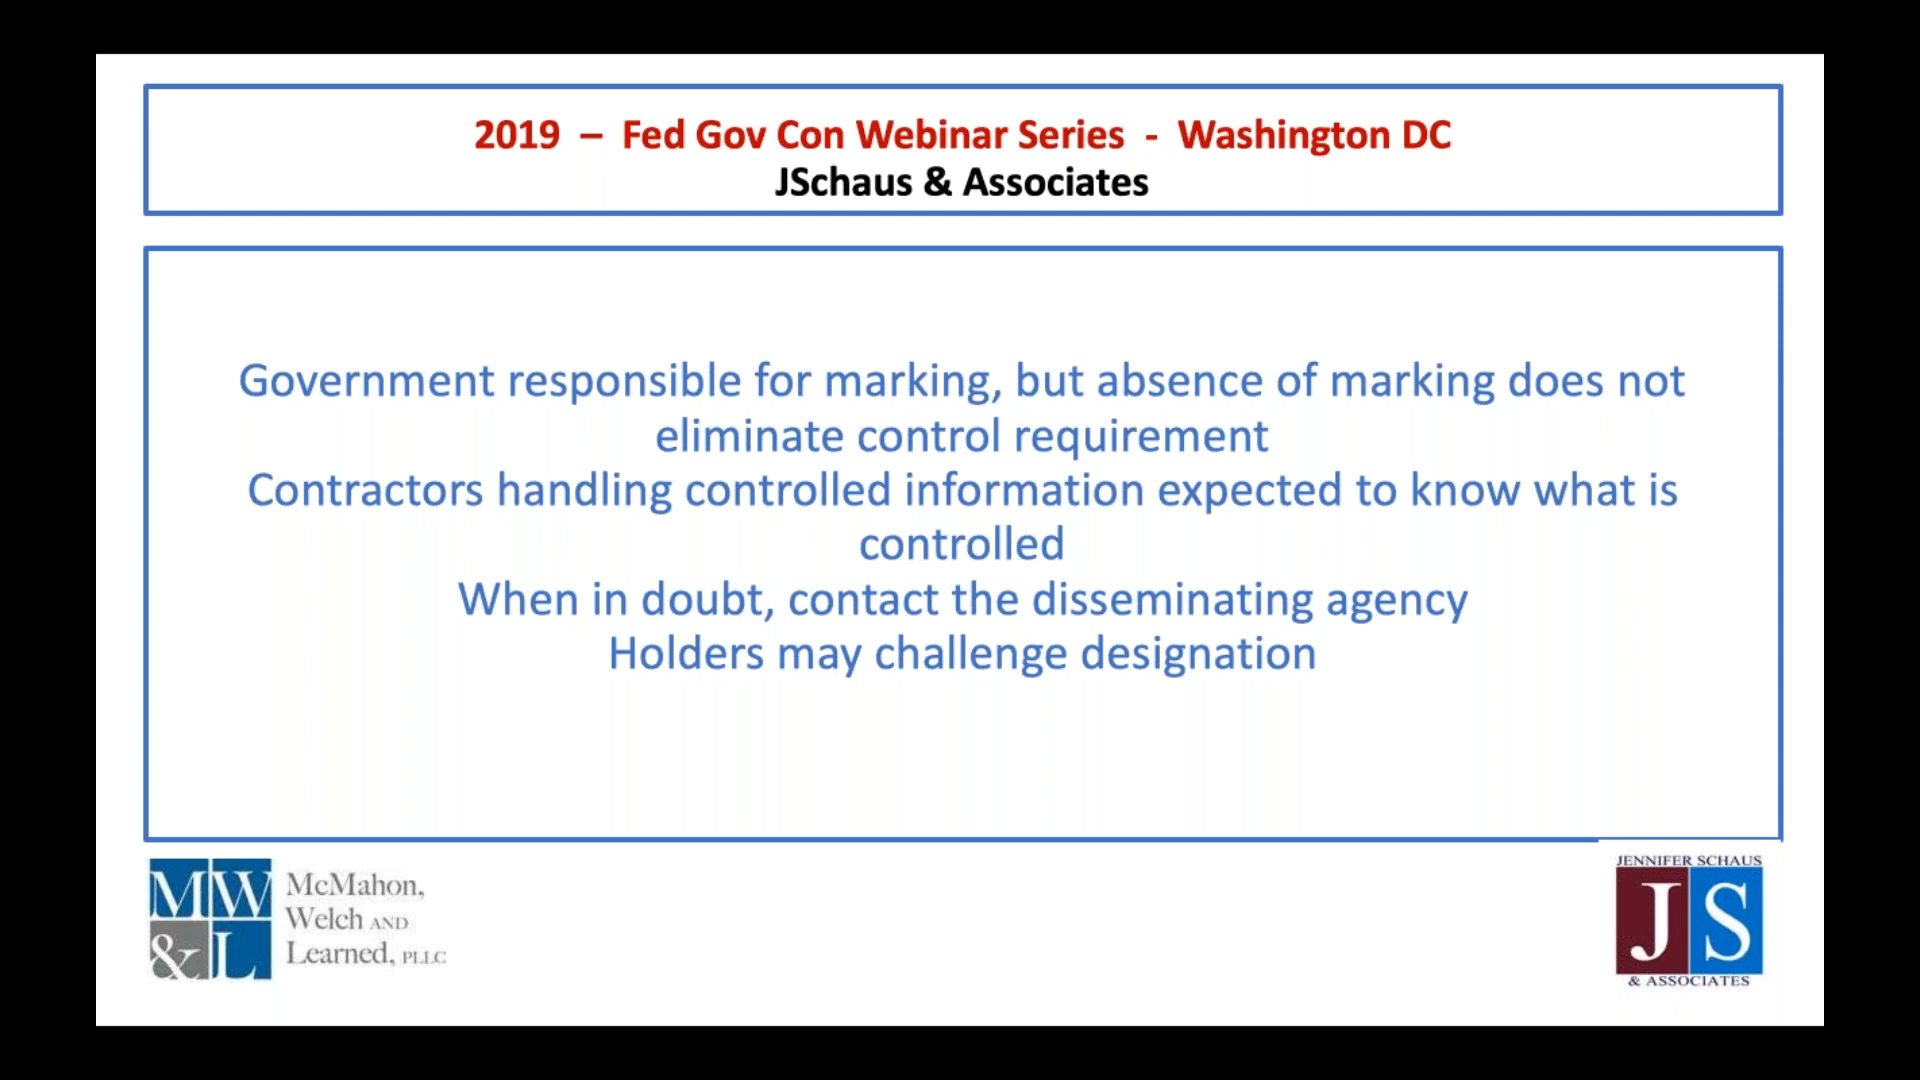 2019 – Fed Gov Con Webinar Series - Washington DC
JSchaus & Associates
Government responsible for marking, but absence of marking does not
eliminate control requirement
Contractors handling controlled information expected to know what is
controlled
When in doubt, contact the disseminating agency
Holders may challenge designation
MW
&L
McMahon,
Welch AND
Learned, PLLC
JENNIFER SCHAUS
JS
& ASSOCIATES